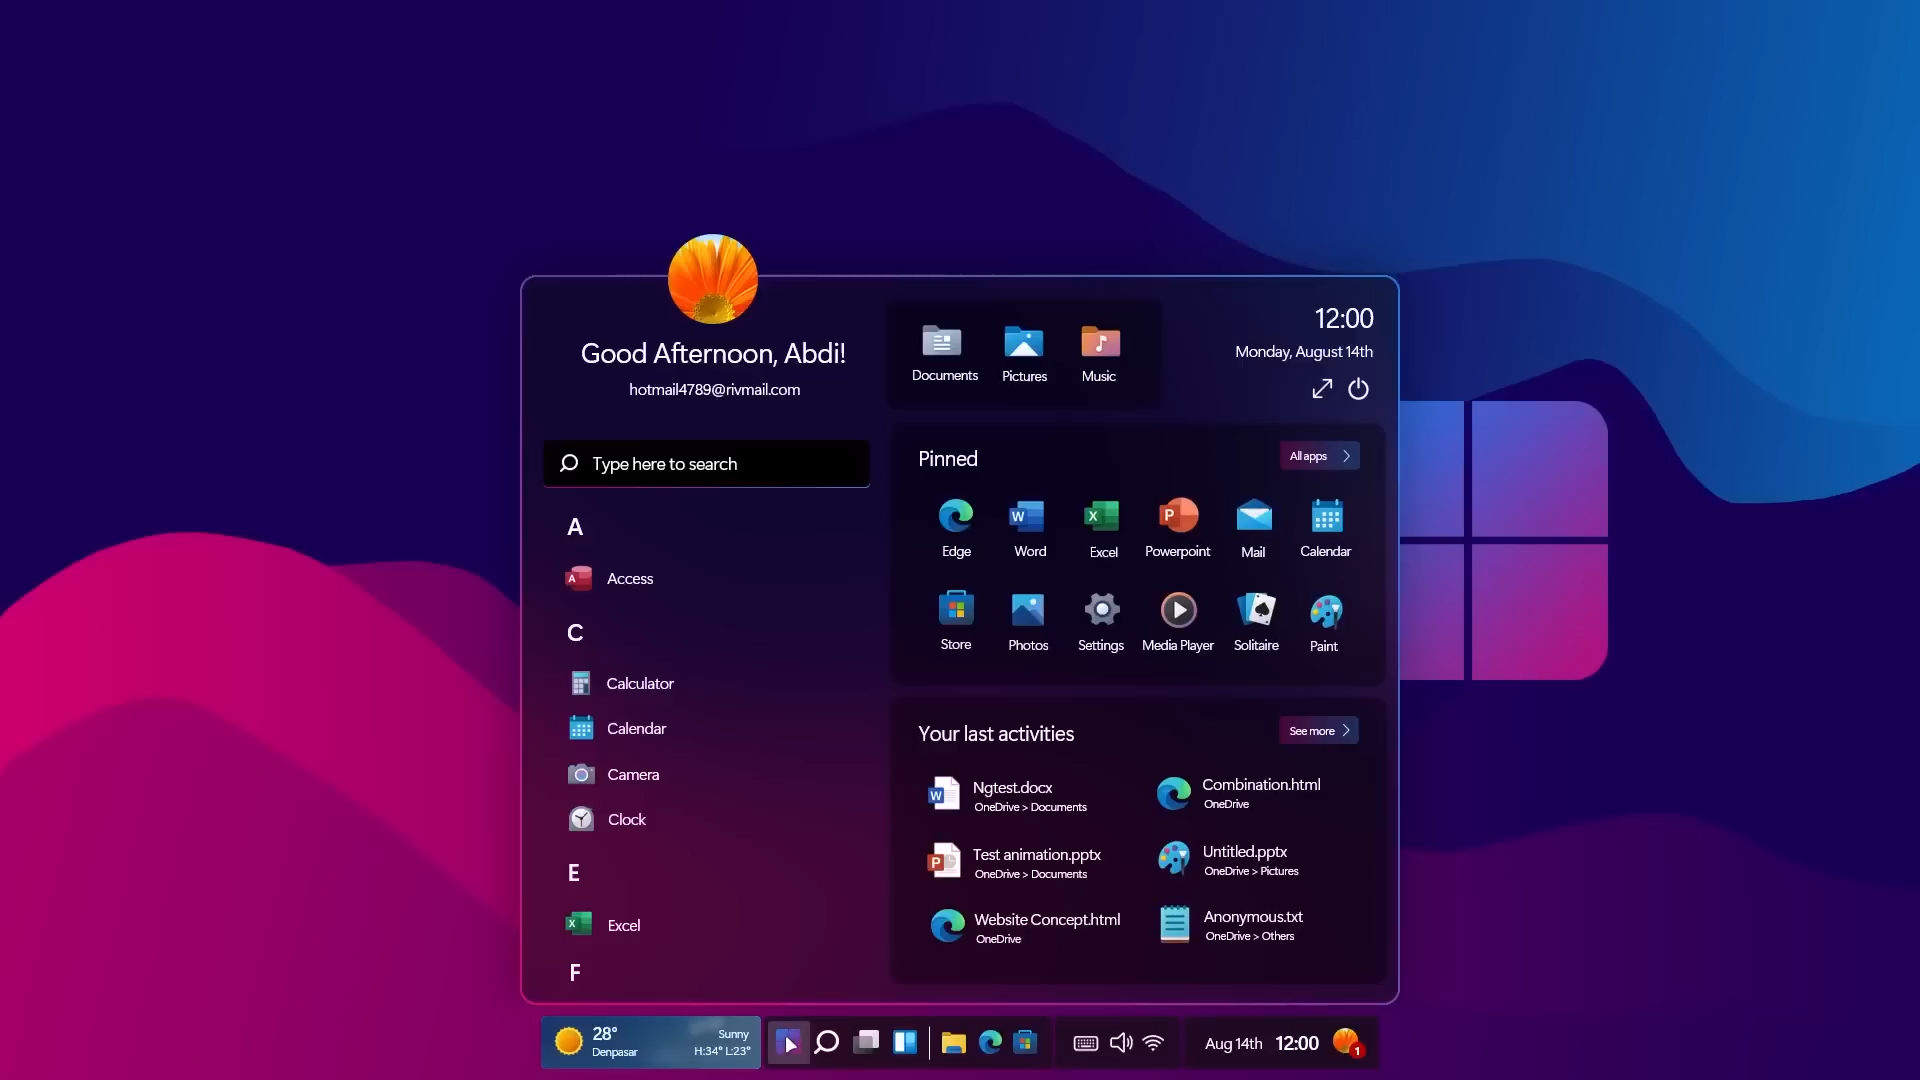 Good Afternoon, Abdi!
hotmail4789@rivmail.com
Type here to search
A
Access
C
Calculator
Calendar
Camera
Clock
E
Excel
F
Documents
Pictures
Music
12:00
Monday, August 14th
Pinned
All apps
Edge
Word
Excel
Powerpoint
Mail
Calendar
Store
Photos
Settings
Media Player
Solitaire
Paint
Your last activities
See more
Ngtest.docx
OneDrive > Documents
Combination.html
OneDrive
Test animation.pptx
OneDrive > Documents
Untitled.pptx
OneDrive > Pictures
Website Concept.html
OneDrive
Anonymous.txt
OneDrive > Others
28°
Denpasar
Sunny
H:34° L:23°
Aug 14th
12:00
1